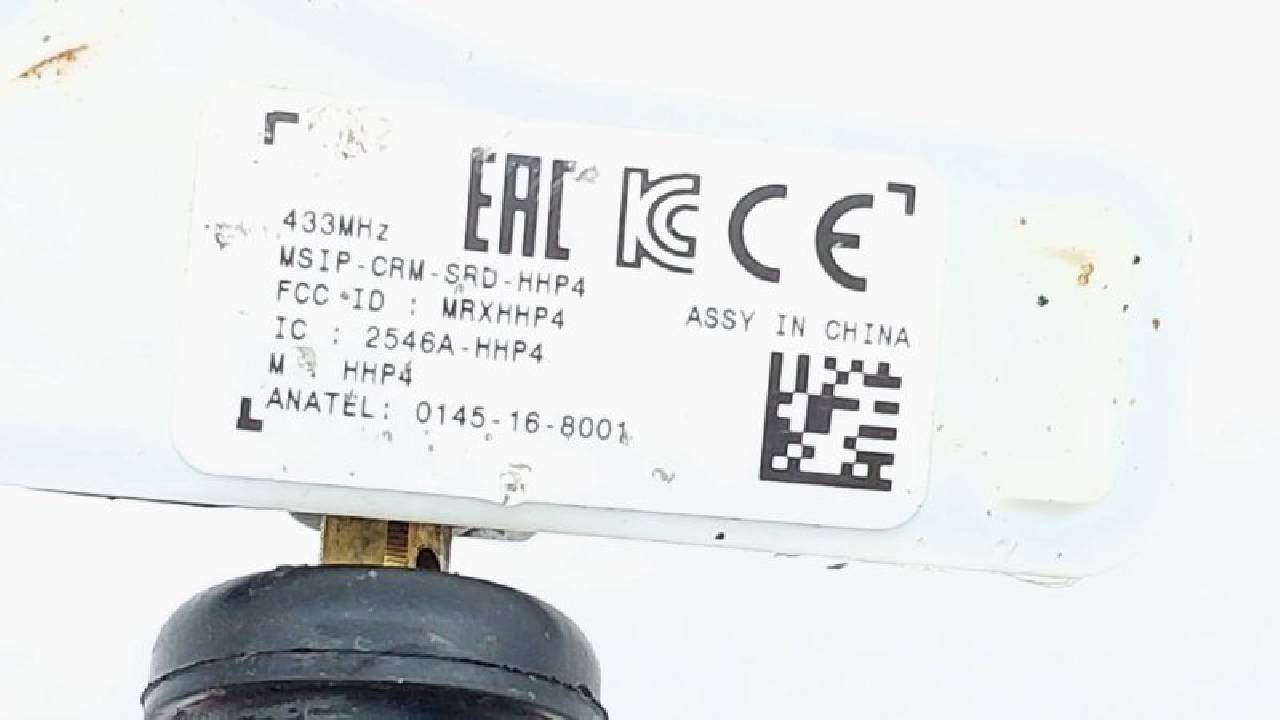 EAC KC CE
433MHz
MSIP-CRM-SRD-HHP4
FCC ID : MRXHHP4
ASSY IN CHINA
IC : 2546A-HHP4
M : HHP4
ANATEL: 0145-16-8001